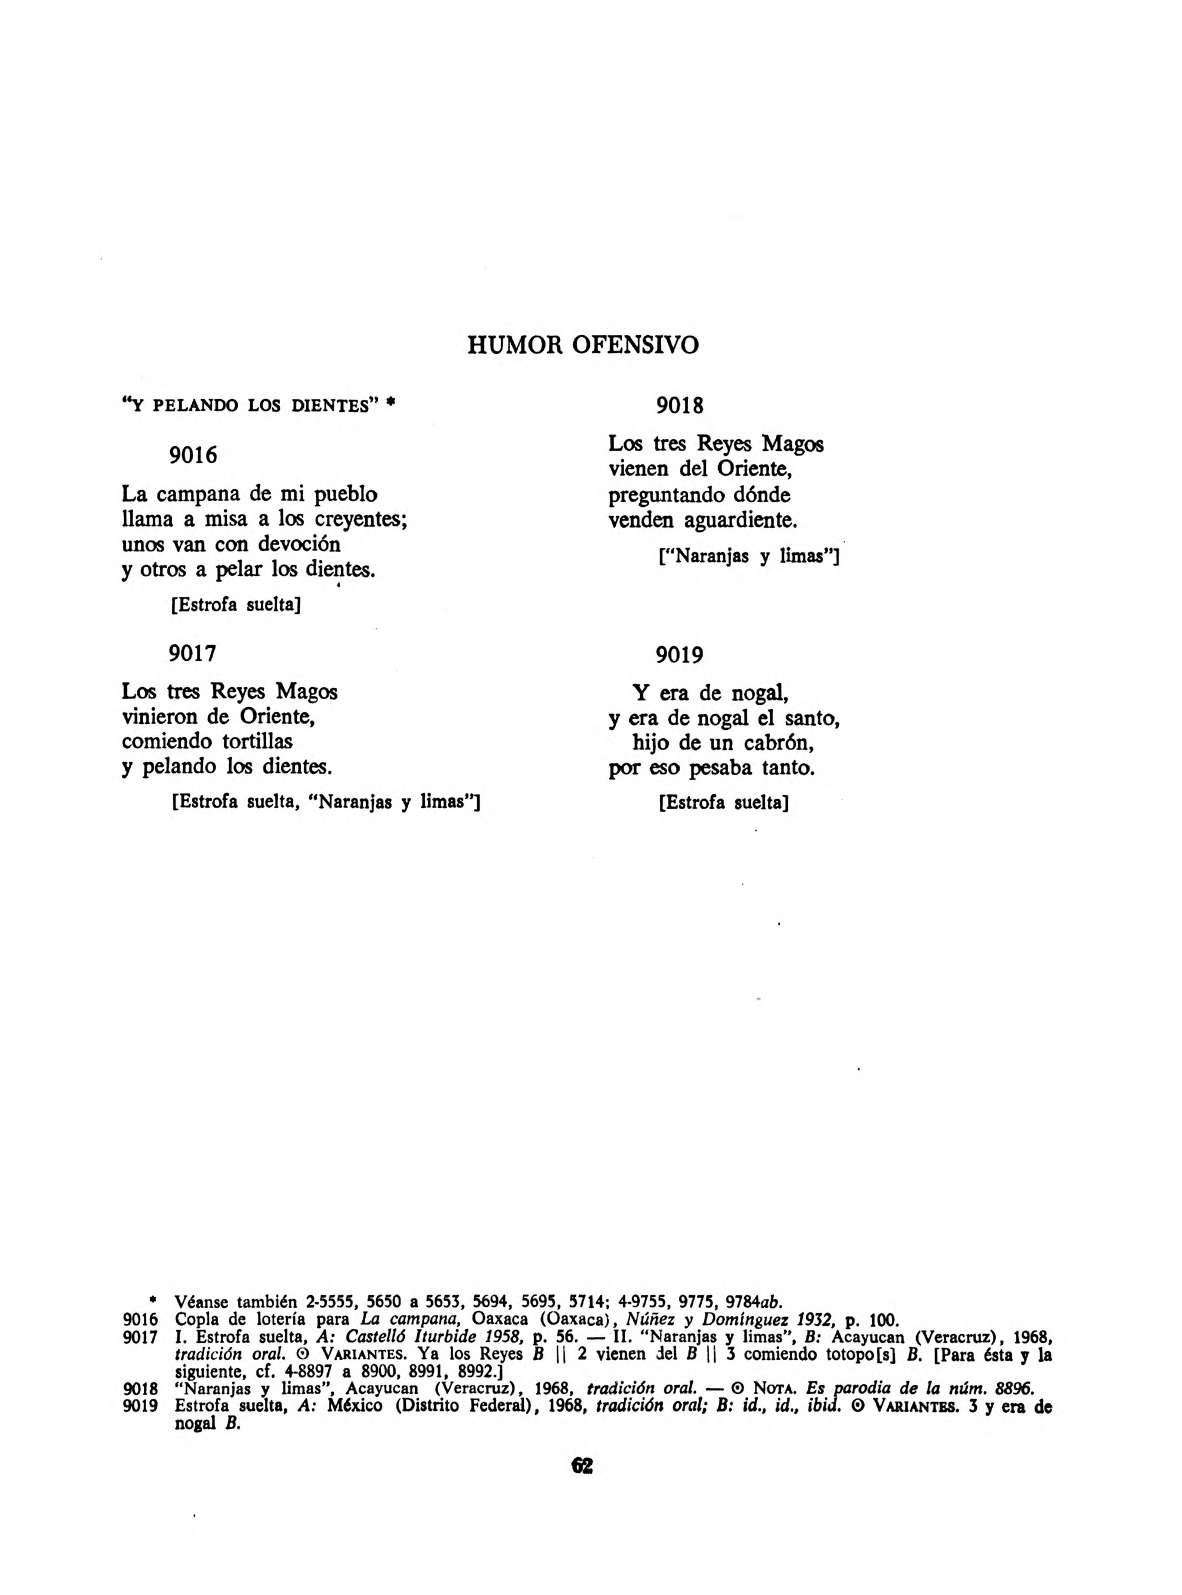 HUMOR OFENSIVO
“Y PELANDO LOS DIENTES” *
9016
La campana de mi pueblo
llama a misa a los creyentes;
unos van con devoción
y otros a pelar los dientes.
[Estrofa suelta]
9017
Los tres Reyes Magos
vinieron de Oriente,
comiendo tortillas
y pelando los dientes.
[Estrofa suelta, “Naranjas y limas”]
9018
Los tres Reyes Magos
vienen del Oriente,
preguntando dónde
venden aguardiente.
[“Naranjas y limas”]
9019
Y era de nogal,
y era de nogal el santo,
hijo de un cabrón,
por eso pesaba tanto.
[Estrofa suelta]
* Véanse también 2-5555, 5650 a 5653, 5694, 5695, 5714; 4-9755, 9775, 9784ab.
9016 Copla de lotería para La campana, Oaxaca (Oaxaca), Núñez y Domínguez 1932, p. 100.
9017 I. Estrofa suelta, A: Castelló Iturbide 1958, p. 56. — II. “Naranjas y limas”, B: Acayucan (Veracruz), 1968,
tradición oral. ⊙ VARIANTES. Ya los Reyes B || 2 vienen del B || 3 comiendo totopo[s] B. [Para ésta y la
siguiente, cf. 4-8897 a 8900, 8991, 8992.]
9018 “Naranjas y limas”, Acayucan (Veracruz), 1968, tradición oral. — ⊙ NOTA. Es parodia de la núm. 8896.
9019 Estrofa suelta, A: México (Distrito Federal), 1968, tradición oral; B: id., id., ibid. ⊙ VARIANTES. 3 y era de
nogal B.
62